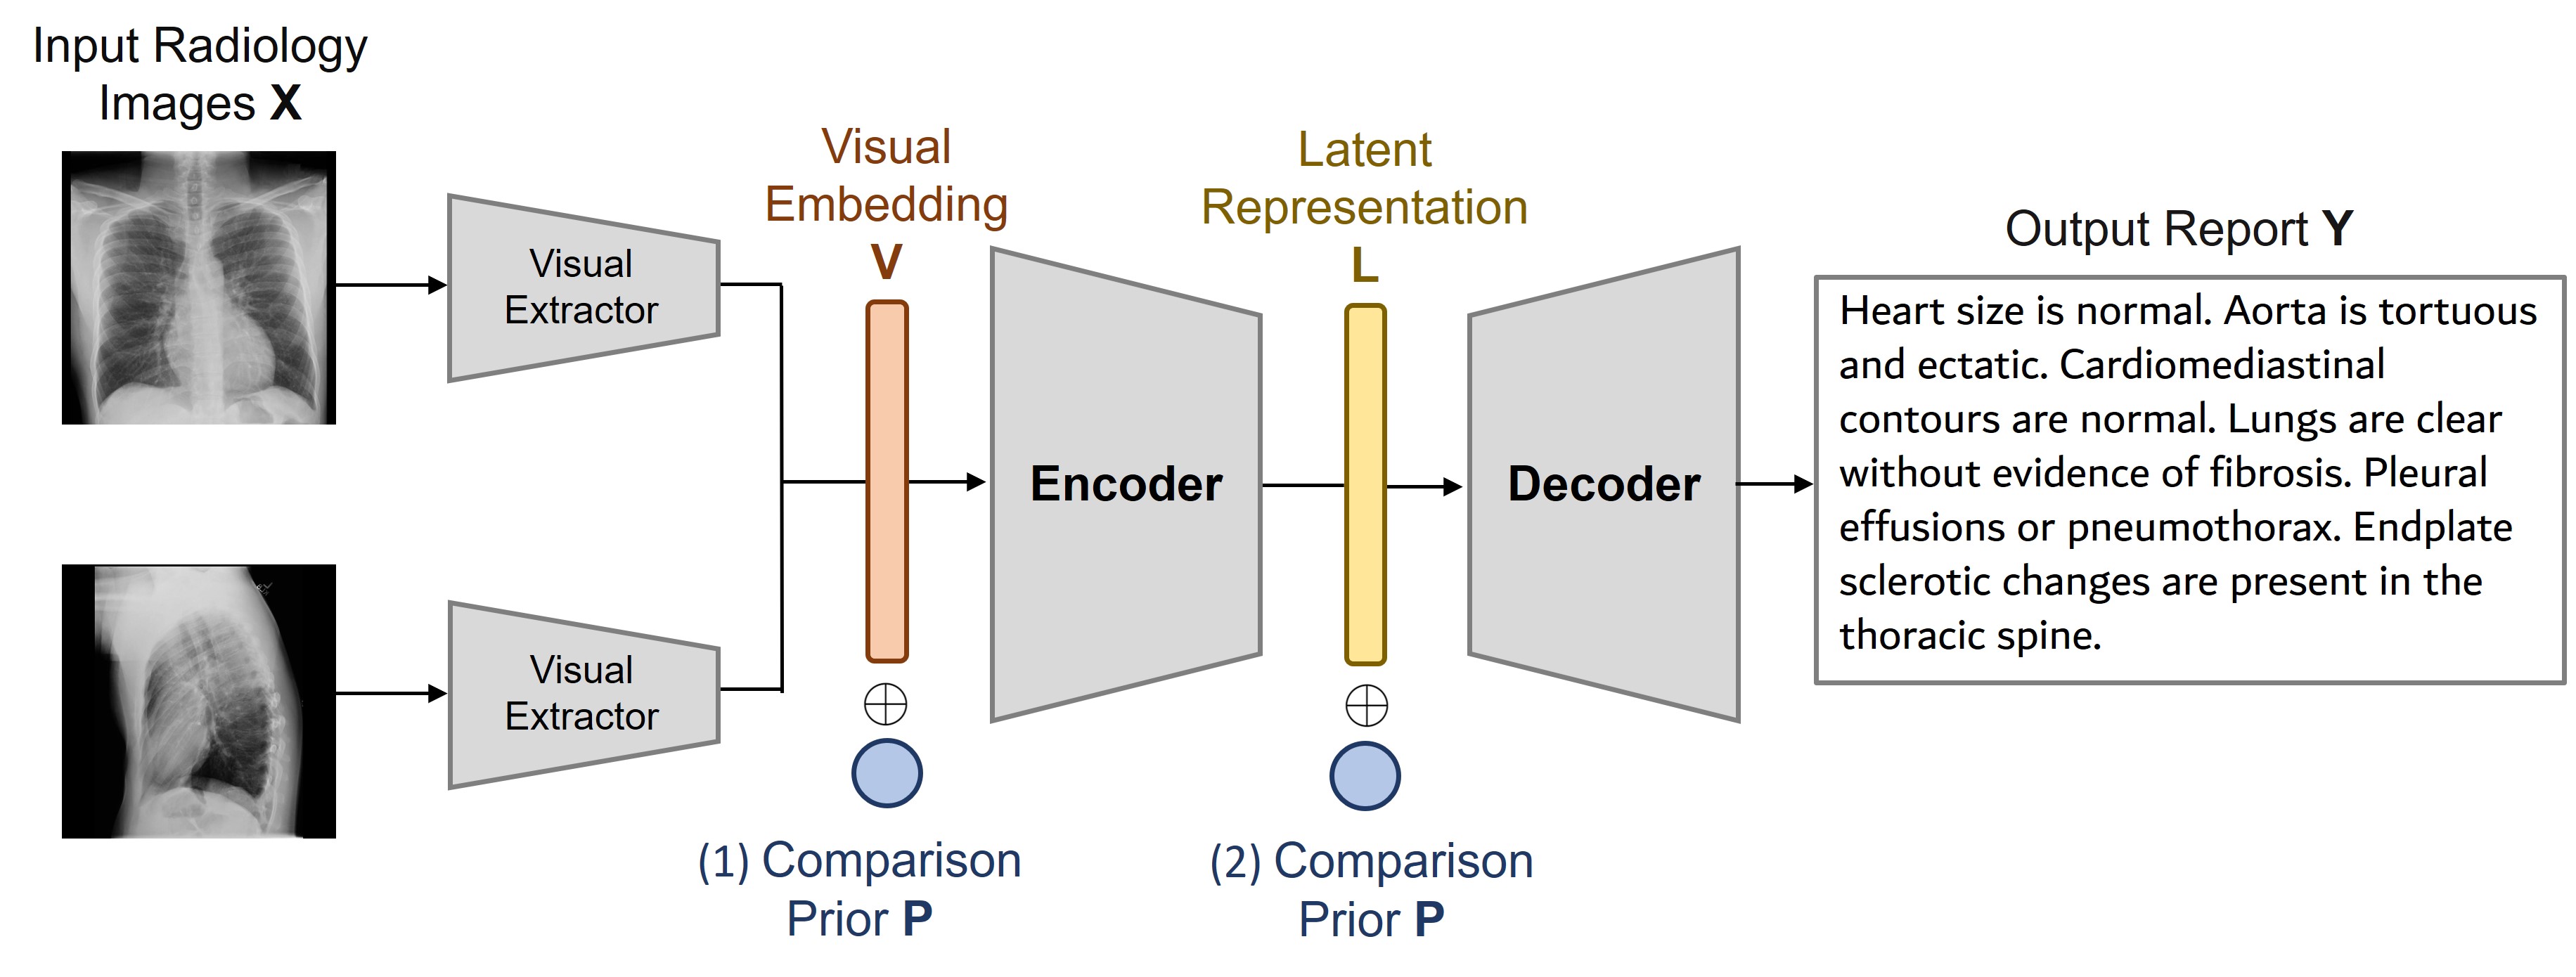 Input Radiology
Images X
Visual
Extractor
Visual
Extractor
Visual
Embedding
V
(1) Comparison
Prior P
Encoder
Latent
Representation
L
(2) Comparison
Prior P
Decoder
Output Report Y
Heart size is normal. Aorta is tortuous
and ectatic. Cardiomediastinal
contours are normal. Lungs are clear
without evidence of fibrosis. Pleural
effusions or pneumothorax. Endplate
sclerotic changes are present in the
thoracic spine.